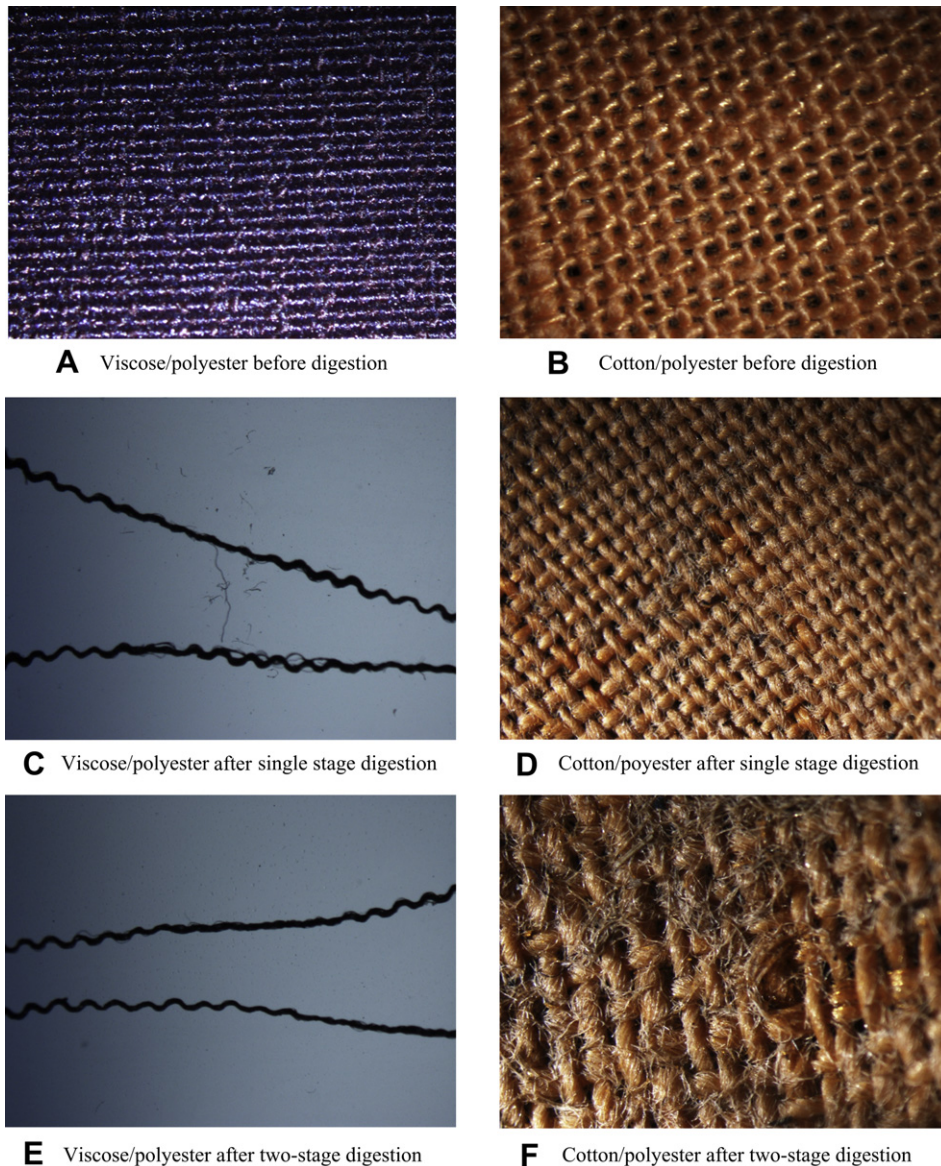 A Viscose/polyester before digestion
B Cotton/polyester before digestion
C Viscose/polyester after single stage digestion
D Cotton/poyester after single stage digestion
E Viscose/polyester after two-stage digestion
F Cotton/polyester after two-stage digestion